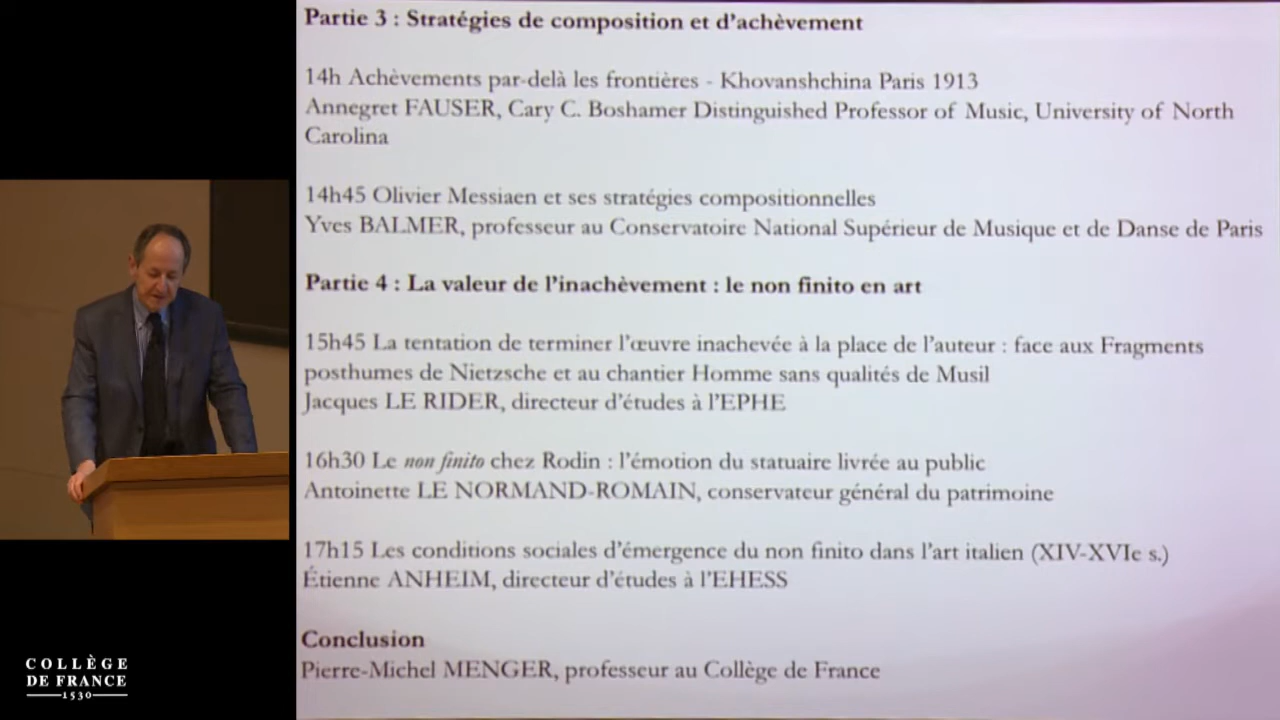 Partie 3 : Stratégies de composition et d'achèvement
14h Achèvements par-delà les frontières - Khovanshchina Paris 1913
Annegret FAUSER, Cary C. Boshamer Distinguished Professor of Music, University of North
Carolina
14h45 Olivier Messiaen et ses stratégies compositionnelles
Yves BALMER, professeur au Conservatoire National Supérieur de Musique et de Danse de Paris
Partie 4 : La valeur de l'inachèvement : le non finito en art
15h45 La tentation de terminer l'œuvre inachevée à la place de l'auteur : face aux Fragments
posthumes de Nietzsche et au chantier Homme sans qualités de Musil
Jacques LE RIDER, directeur d'études à l'EPHE
16h30 Le non finito chez Rodin : l'émotion du statuaire livrée au public
Antoinette LE NORMAND-ROMAIN, conservateur général du patrimoine
17h15 Les conditions sociales d'émergence du non finito dans l'art italien (XIV-XVIe s.)
Étienne ANHEIM, directeur d'études à l'EHESS
Conclusion
Pierre-Michel MENGER, professeur au Collège de France
COLLÈGE
DE FRANCE
1530